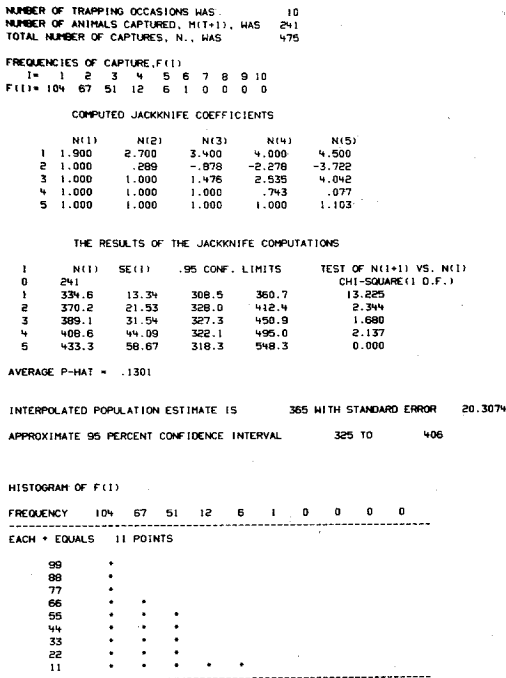 NUMBER OF TRAPPING OCCASIONS WAS 10
NUMBER OF ANIMALS CAPTURED, M(T+1), WAS 241
TOTAL NUMBER OF CAPTURES, N., WAS 475
FREQUENCIES OF CAPTURE,F(I)
I= 1 2 3 4 5 6 7 8 9 10
F(I)= 104 67 51 12 6 1 0 0 0 0
COMPUTED JACKKNIFE COEFFICIENTS
N(1) N(2) N(3) N(4) N(5)
1 1.900 2.700 3.400 4.000 4.500
2 1.000 .289 -.878 -2.278 -3.722
3 1.000 1.000 1.476 2.535 4.042
4 1.000 1.000 1.000 .743 .077
5 1.000 1.000 1.000 1.000 1.103
THE RESULTS OF THE JACKKNIFE COMPUTATIONS
I N(I) SE(I) .95 CONF. LIMITS TEST OF N(I+1) VS. N(I)
0 241 CHI-SQUARE(1 D.F.)
1 334.6 13.34 308.5 360.7 13.225
2 370.2 21.53 328.0 412.4 2.344
3 389.1 31.54 327.3 450.9 1.680
4 408.6 44.09 322.1 495.0 2.137
5 433.3 58.67 318.3 548.3 0.000
AVERAGE P-HAT = .1301
INTERPOLATED POPULATION ESTIMATE IS 365 WITH STANDARD ERROR 20.3074
APPROXIMATE 95 PERCENT CONFIDENCE INTERVAL 325 TO 406
HISTOGRAM OF F(I)
FREQUENCY 104 67 51 12 6 1 0 0 0 0
EACH * EQUALS 11 POINTS
99 *
88 *
77 *
66 * *
55 * * *
44 * * *
33 * * *
22 * * *
11 * * * * *